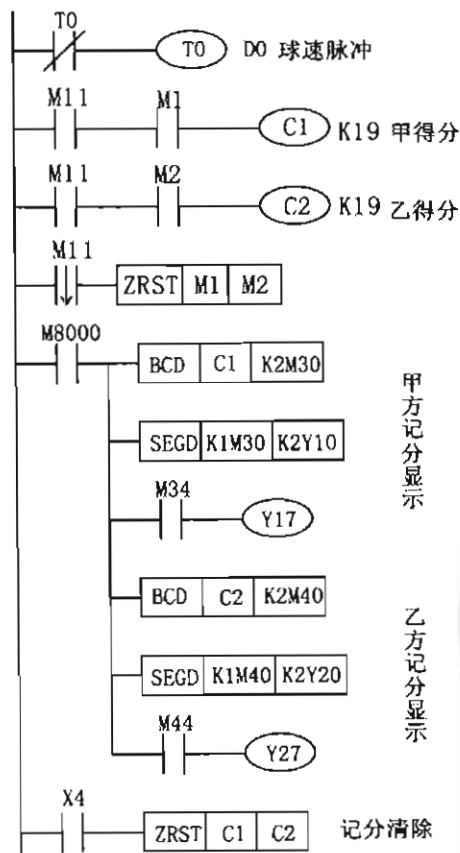 T0
T0 D0 球速脉冲
M11 M1
C1 K19 甲得分
M11 M2
C2 K19 乙得分
M11
ZRST M1 M2
M8000
BCD C1 K2M30
SEGD K1M30 K2Y10
M34
Y17
甲方记分显示
BCD C2 K2M40
SEGD K1M40 K2Y20
M44
Y27
乙方记分显示
X4
ZRST C1 C2 记分清除